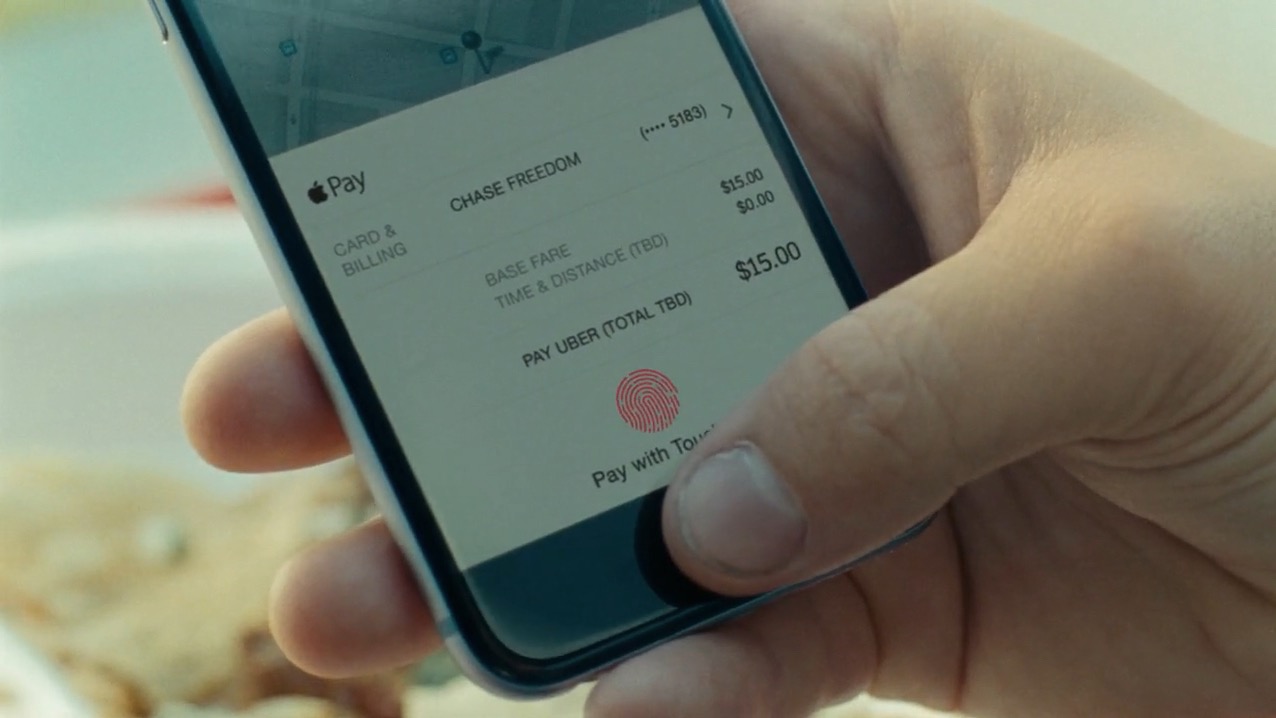 Pay
CHASE FREEDOM (•••• 5183)
CARD &
BILLING
BASE FARE $15.00
TIME & DISTANCE (TBD) $0.00
PAY UBER (TOTAL TBD) $15.00
Pay with